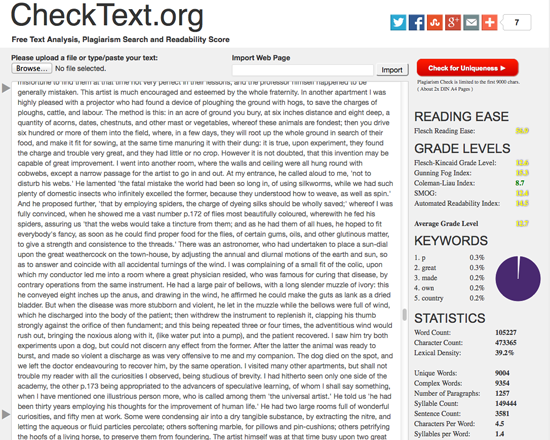 CheckText.org
Free Text Analysis, Plagiarism Search and Readability Score
7
Please upload a file or type/paste your text:
Import Web Page
Browse... No file selected.
Import
Check for Uniqueness
Plagiarism Check is limited to the first 9000 chars.
( About 2x DIN A4 Pages )
misfortune to find them at that time not very perfect in their lessons, and the professor himself happened to be
generally mistaken. This artist is much encouraged and esteemed by the whole fraternity. In another apartment I was
highly pleased with a projector who had found a device of ploughing the ground with hogs, to save the charges of
ploughs, cattle, and labour. The method is this: in an acre of ground you bury, at six inches distance and eight deep, a
quantity of acorns, dates, chestnuts, and other mast or vegetables, whereof these animals are fondest; then you drive
six hundred or more of them into the field, where, in a few days, they will root up the whole ground in search of their
food, and make it fit for sowing, at the same time manuring it with their dung: it is true, upon experiment, they found
the charge and trouble very great, and they had little or no crop. However it is not doubted, that this invention may be
capable of great improvement. I went into another room, where the walls and ceiling were all hung round with
cobwebs, except a narrow passage for the artist to go in and out. At my entrance, he called aloud to me, 'not to
disturb his webs.' He lamented 'the fatal mistake the world had been so long in, of using silkworms, while we had such
plenty of domestic insects who infinitely excelled the former, because they understood how to weave, as well as spin.'
And he proposed further, 'that by employing spiders, the charge of dyeing silks should be wholly saved;' whereof I was
fully convinced, when he showed me a vast number p.172 of flies most beautifully coloured, wherewith he fed his
spiders, assuring us 'that the webs would take a tincture from them; and as he had them of all hues, he hoped to fit
everybody's fancy, as soon as he could find proper food for the flies, of certain gums, oils, and other glutinous matter,
to give a strength and consistence to the threads.' There was an astronomer, who had undertaken to place a sun-dial
upon the great weathercock on the town-house, by adjusting the annual and diurnal motions of the earth and sun, so
as to answer and coincide with all accidental turnings of the wind. I was complaining of a small fit of the colic, upon
which my conductor led me into a room where a great physician resided, who was famous for curing that disease, by
contrary operations from the same instrument. He had a large pair of bellows, with a long slender muzzle of ivory: this
he conveyed eight inches up the anus, and drawing in the wind, he affirmed he could make the guts as lank as a dried
bladder. But when the disease was more stubborn and violent, he let in the muzzle while the bellows were full of wind,
which he discharged into the body of the patient; then withdrew the instrument to replenish it, clapping his thumb
strongly against the orifice of then fundament; and this being repeated three or four times, the adventitious wind would
rush out, bringing the noxious along with it, (like water put into a pump), and the patient recovered. I saw him try both
experiments upon a dog, but could not discern any effect from the former. After the latter the animal was ready to
burst, and made so violent a discharge as was very offensive to me and my companion. The dog died on the spot, and
we left the doctor endeavouring to recover him, by the same operation. I visited many other apartments, but shall not
trouble my reader with all the curiosities I observed, being studious of brevity. I had hitherto seen only one side of the
academy, the other p.173 being appropriated to the advancers of speculative learning, of whom I shall say something,
when I have mentioned one illustrious person more, who is called among them 'the universal artist.' He told us 'he had
been thirty years employing his thoughts for the improvement of human life.' He had two large rooms full of wonderful
curiosities, and fifty men at work. Some were condensing air into a dry tangible substance, by extracting the nitre, and
letting the aqueous or fluid particles percolate; others softening marble, for pillows and pin-cushions; others petrifying
the hoofs of a living horse, to preserve them from foundering. The artist himself was at that time busy upon two great
READING EASE
Flesch Reading Ease:
GRADE LEVELS
Flesch-Kincaid Grade Level:
Gunning Fog Index:
Coleman-Liau Index: 8.7
SMOG:
Automated Readability Index:
Average Grade Level
KEYWORDS
1. p 0.3%
2. great 0.3%
3. made 0.2%
4. own 0.2%
5. country 0.2%
STATISTICS
Word Count: 105227
Character Count: 473365
Lexical Density: 39.2%
Unique Words: 9004
Complex Words: 9354
Number of Paragraphs: 1257
Syllable Count: 149444
Sentence Count: 3581
Characters Per Word: 4.5
Syllables per Word: 1.4